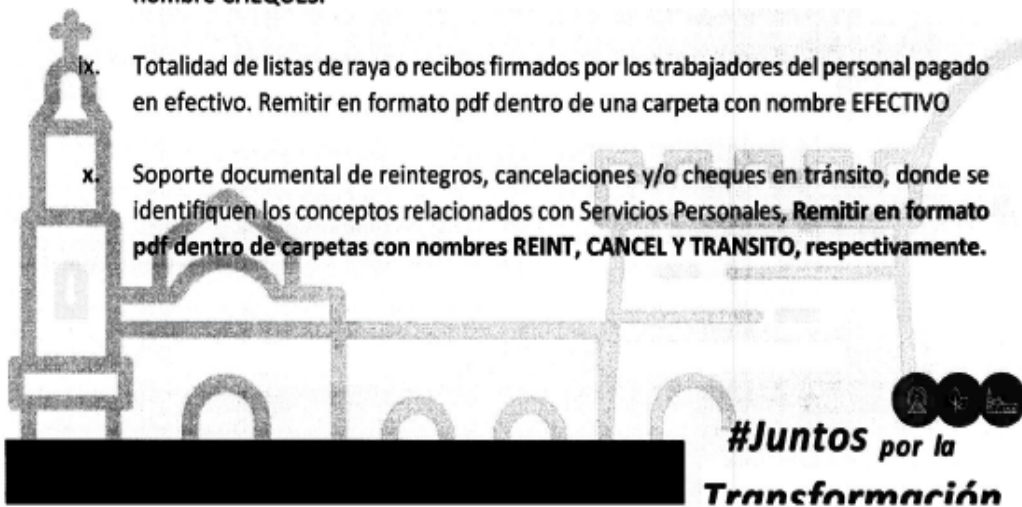 nombre CHEQUES.
ix. Totalidad de listas de raya o recibos firmados por los trabajadores del personal pagado
en efectivo. Remitir en formato pdf dentro de una carpeta con nombre EFECTIVO
x. Soporte documental de reintegros, cancelaciones y/o cheques en tránsito, donde se
identifiquen los conceptos relacionados con Servicios Personales, Remitir en formato
pdf dentro de carpetas con nombres REINT, CANCEL Y TRANSITO, respectivamente.
#Juntos por la
Transformación